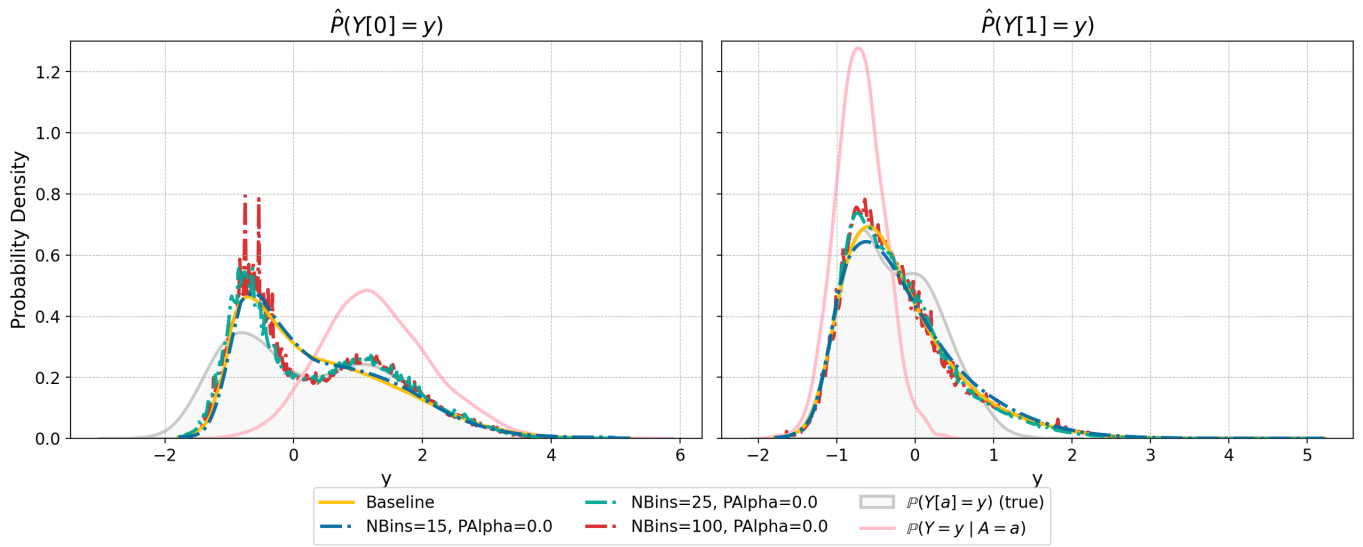 P̂(Y[0] = y)
P̂(Y[1] = y)
Probability Density
1.2
1.0
0.8
0.6
0.4
0.2
0.0
−2 0 2 4 6
−2 −1 0 1 2 3 4 5
y
y
Baseline
NBins=15, PAlpha=0.0
NBins=25, PAlpha=0.0
NBins=100, PAlpha=0.0
ℙ(Y[a] = y) (true)
ℙ(Y = y | A = a)